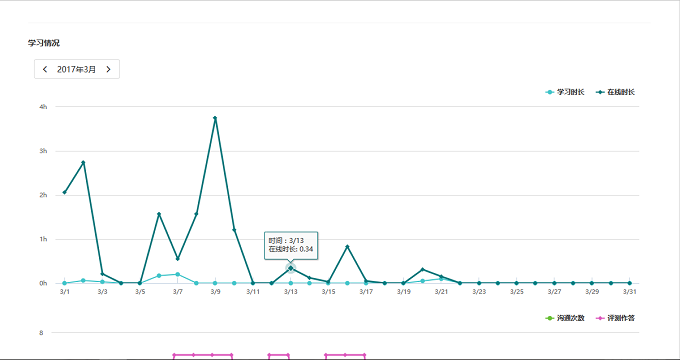 学习情况
2017年3月
学习时长 在线时长
4h
3h
2h
1h
时间：3/13
在线时长: 0.34
0h
3/1 3/3 3/5 3/7 3/9 3/11 3/13 3/15 3/17 3/19 3/21 3/23 3/25 3/27 3/29 3/31
沟通次数 评测作答
8